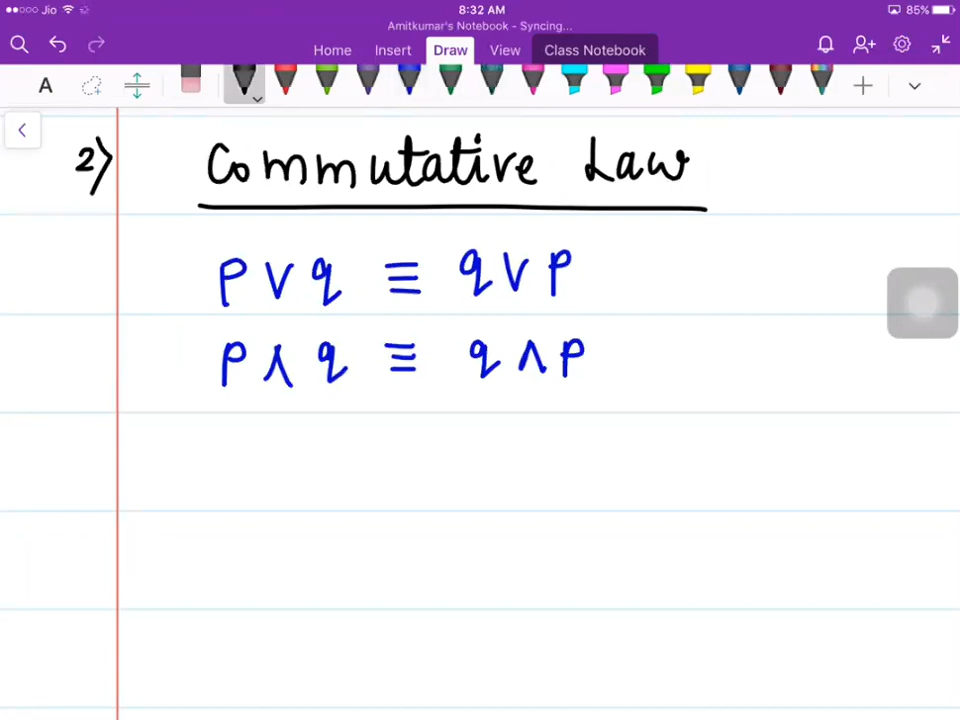 Jio 8:32 AM 85%
Amitkumar's Notebook - Syncing...
Home Insert Draw View Class Notebook
A
2) Commutative Law
p ∨ q ≡ q ∨ p
p ∧ q ≡ q ∧ p